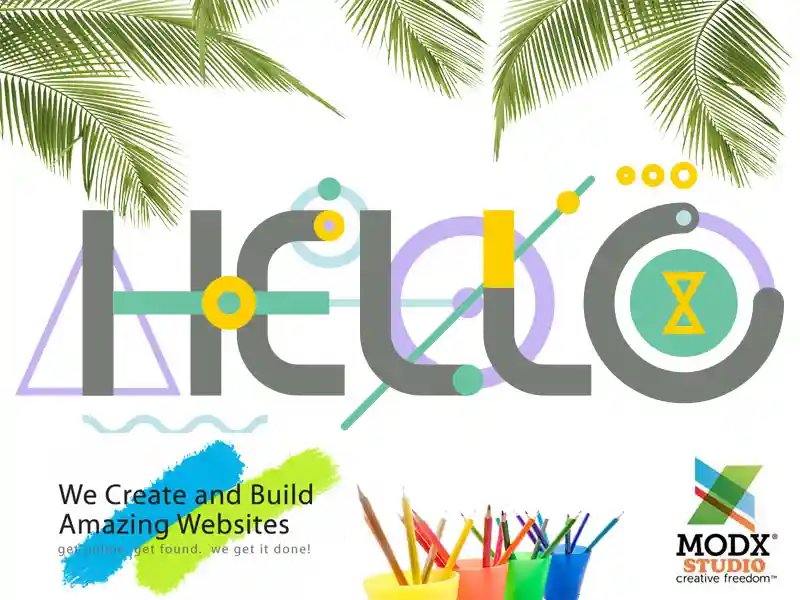 HELLO
We Create and Build
Amazing Websites
get online. get found. we get it done!
MODX®
STUDIO
creative freedom™